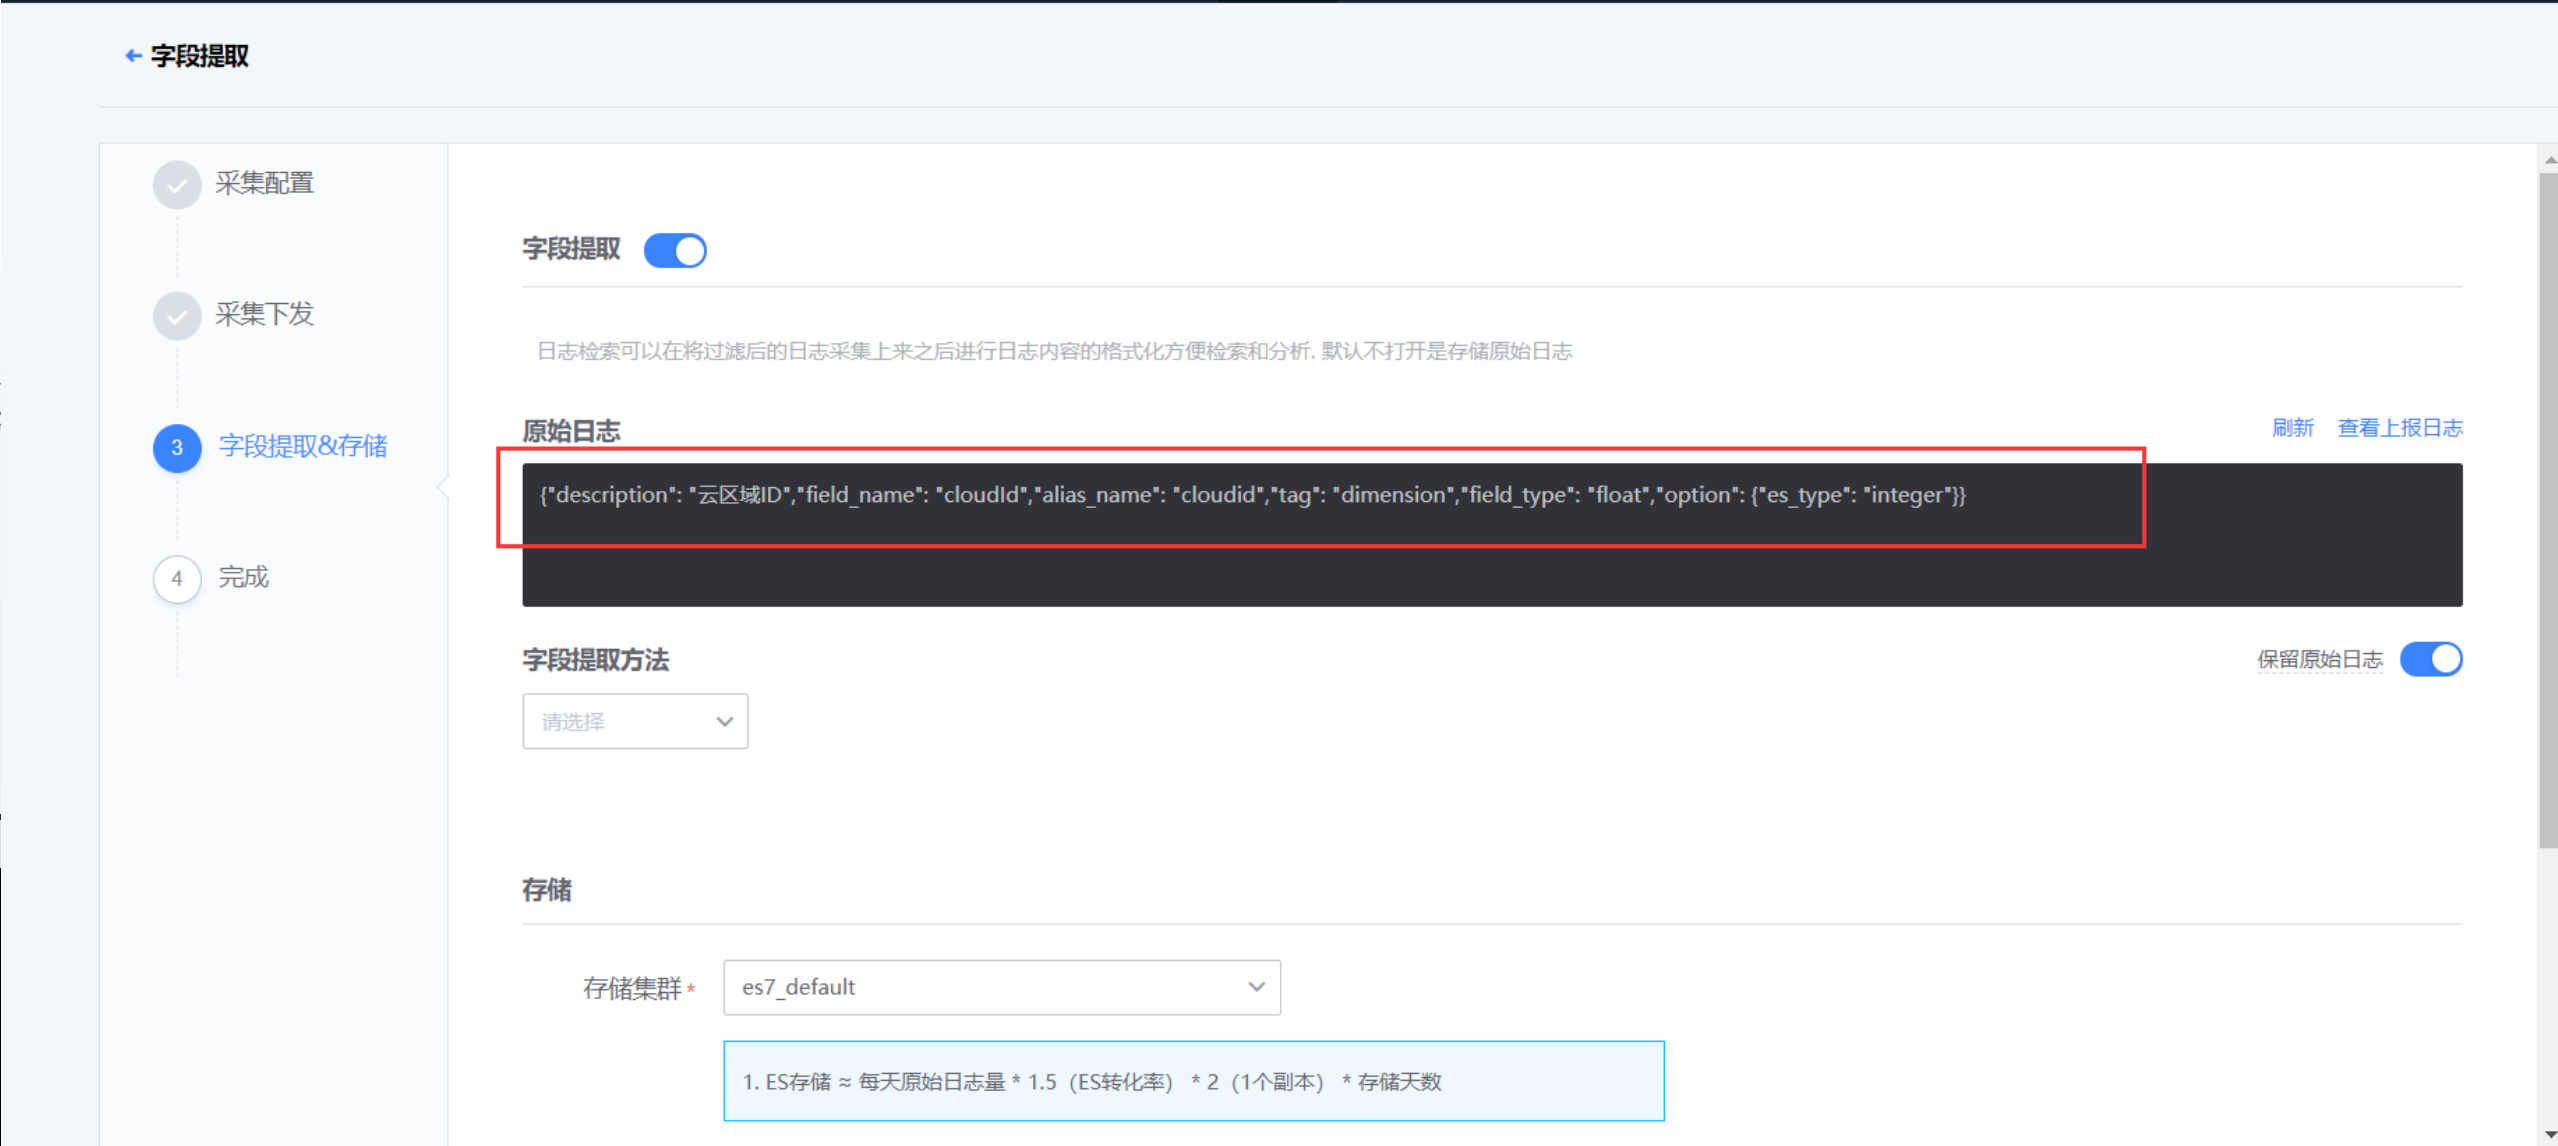 字段提取
采集配置
采集下发
3 字段提取&存储
4 完成
字段提取
日志检索可以在将过滤后的日志采集上来之后进行日志内容的格式化方便检索和分析. 默认不打开是存储原始日志
原始日志 刷新 查看上报日志
{"description": "云区域ID","field_name": "cloudId","alias_name": "cloudid","tag": "dimension","field_type": "float","option": {"es_type": "integer"}}
字段提取方法 保留原始日志
请选择
存储
存储集群* es7_default
1. ES存储 ≈ 每天原始日志量 * 1.5（ES转化率） * 2（1个副本） * 存储天数